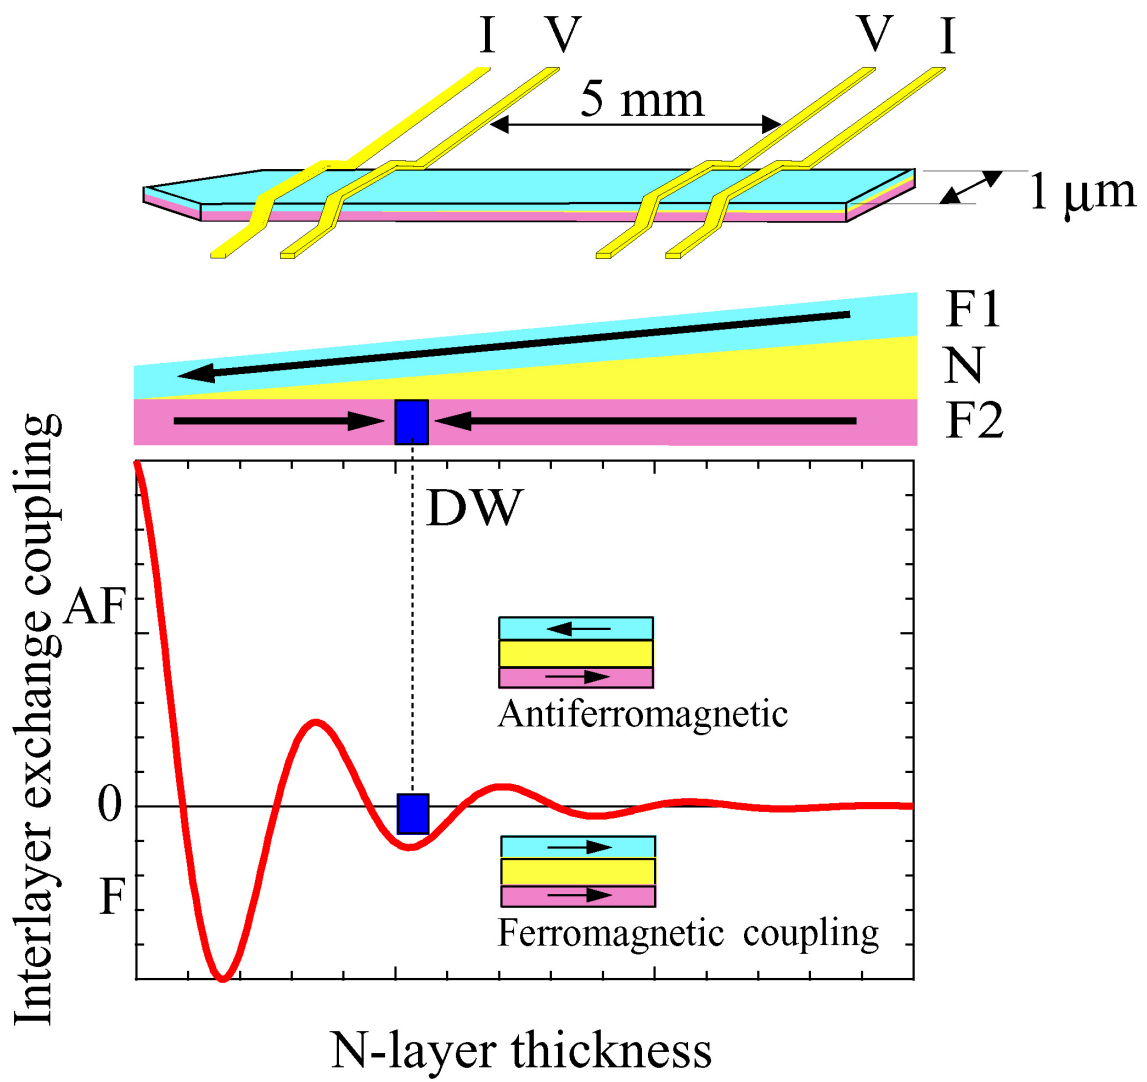 I V V I
5 mm
1 μm
F1
N
F2
DW
Interlayer exchange coupling
AF
0
F
Antiferromagnetic
Ferromagnetic coupling
N-layer thickness